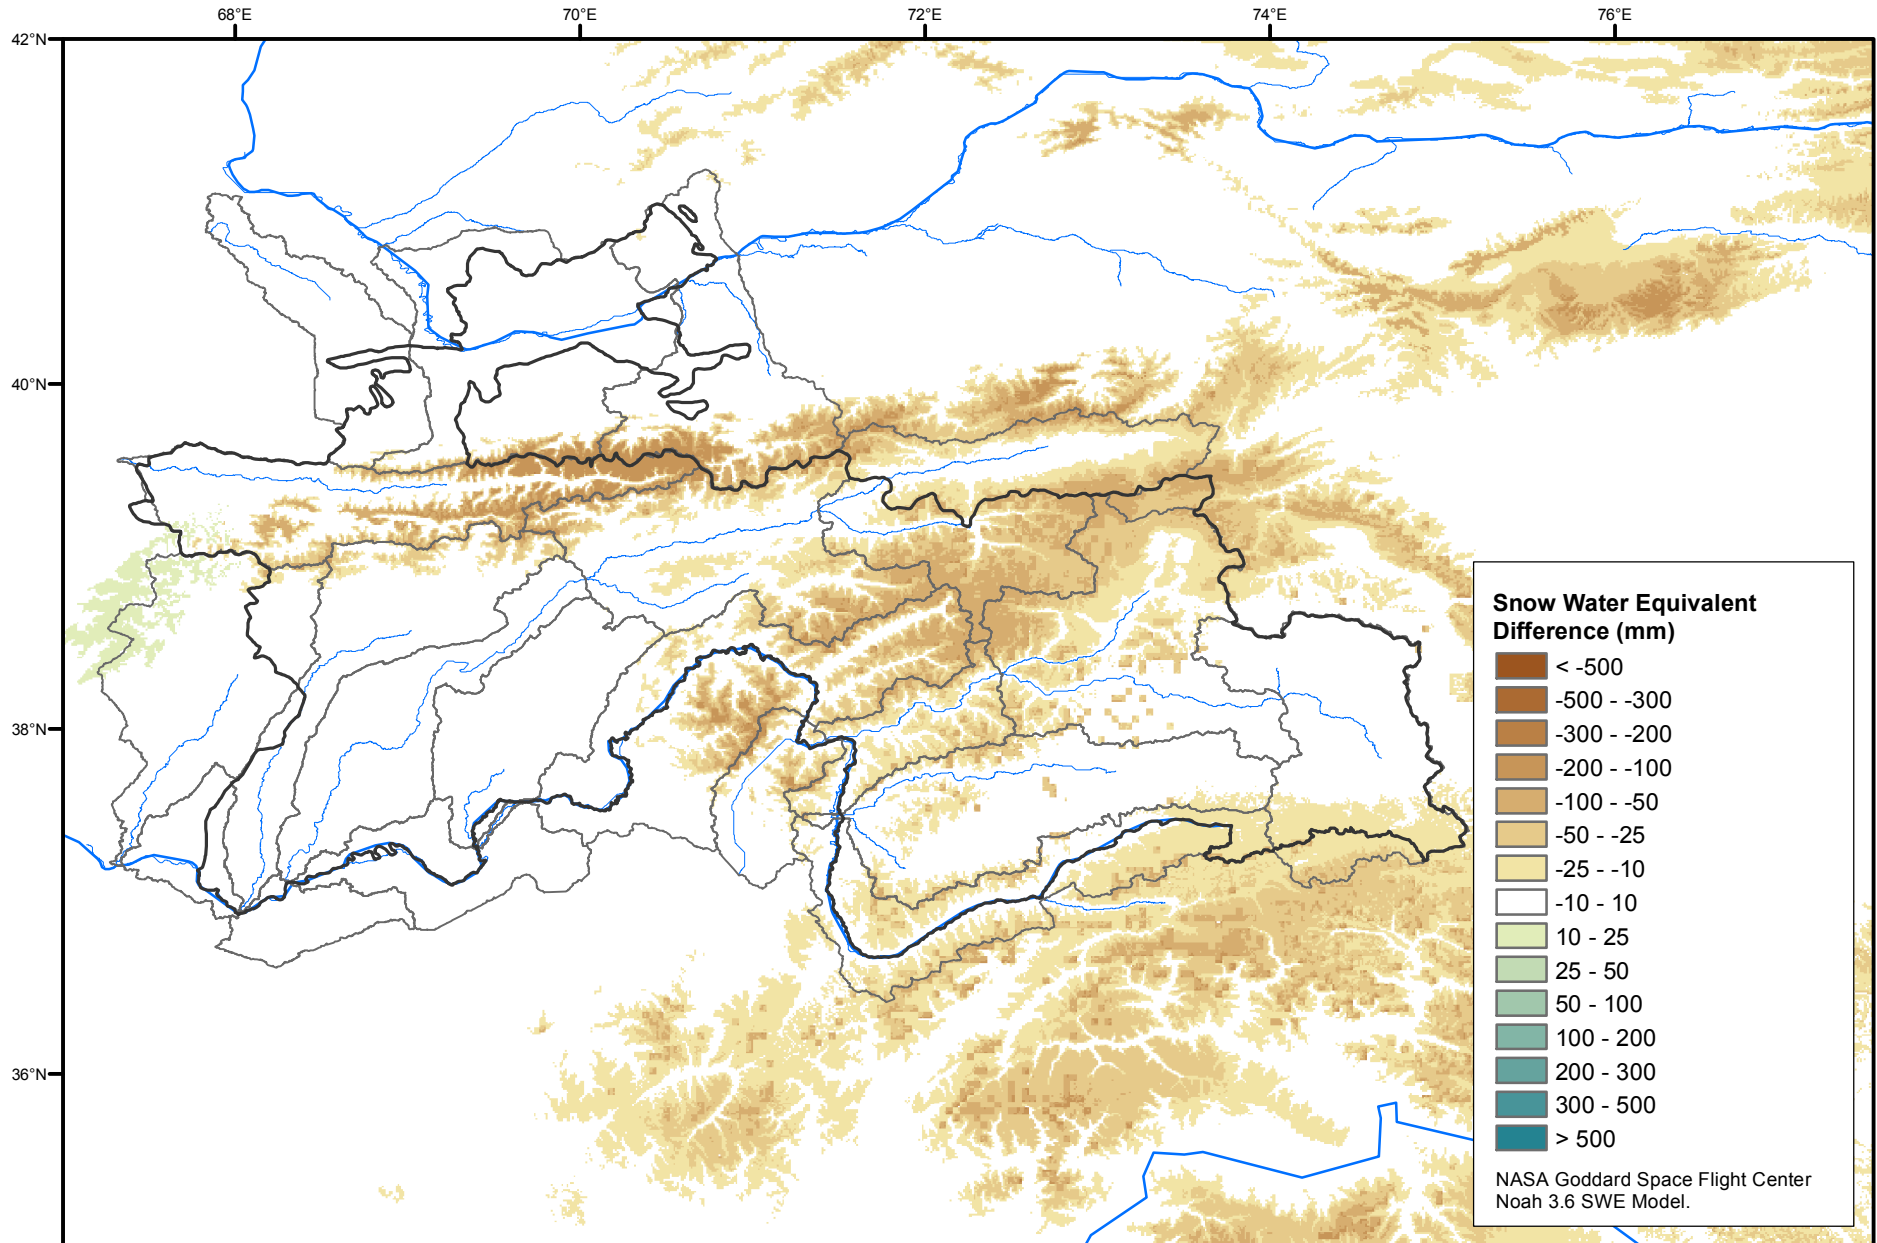 68°E
70°E
72°E
74°E
76°E
42°N
40°N
38°N
36°N
Snow Water Equivalent
Difference (mm)
< -500
-500 - -300
-300 - -200
-200 - -100
-100 - -50
-50 - -25
-25 - -10
-10 - 10
10 - 25
25 - 50
50 - 100
100 - 200
200 - 300
300 - 500
> 500
NASA Goddard Space Flight Center
Noah 3.6 SWE Model.